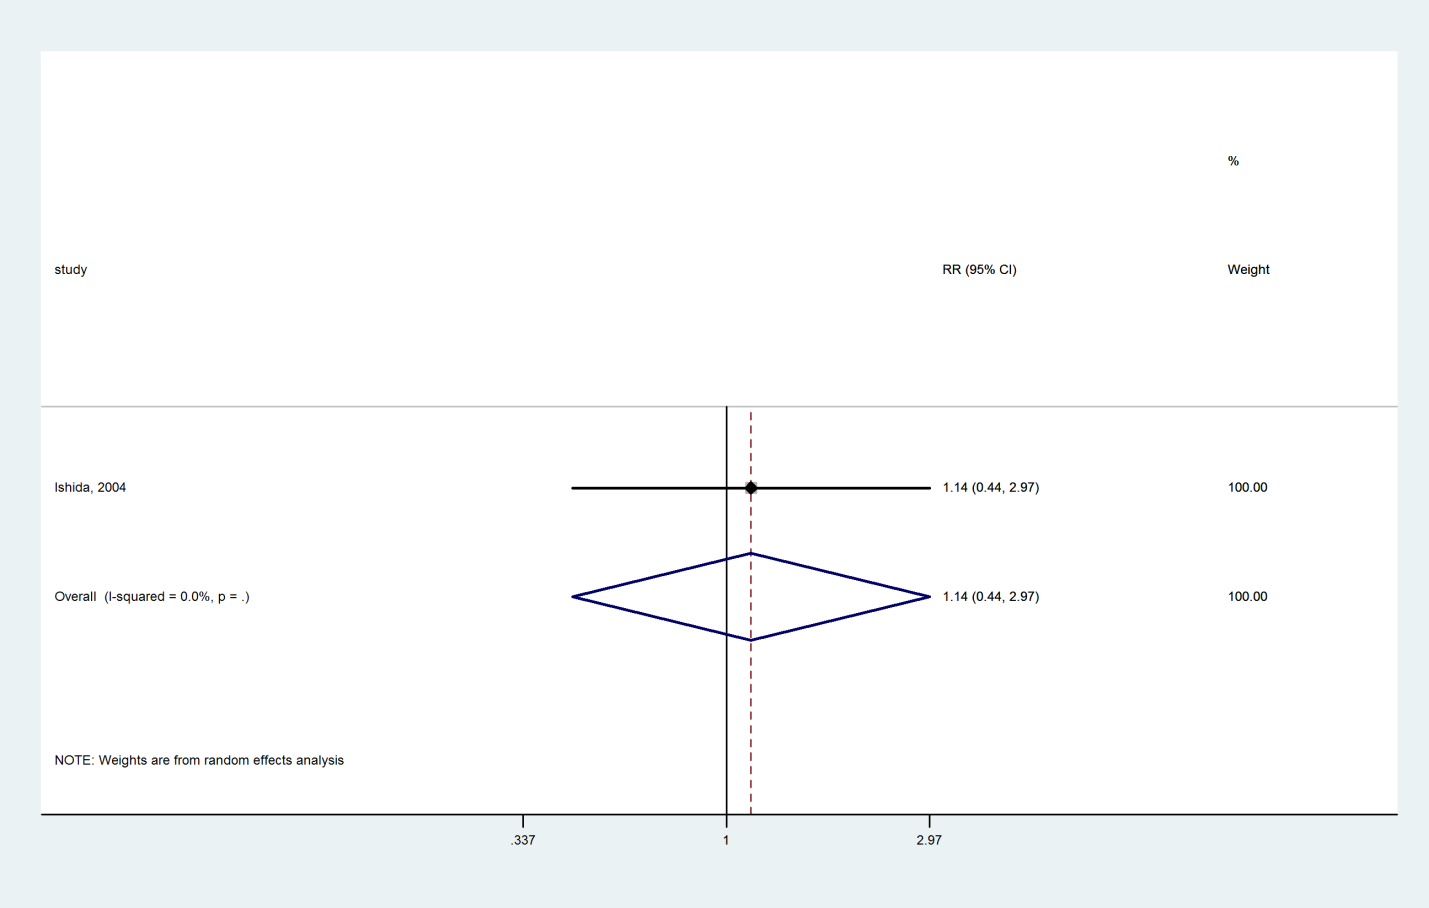 %
study RR (95% CI) Weight
Ishida, 2004 1.14 (0.44, 2.97) 100.00
Overall (I-squared = 0.0%, p = .) 1.14 (0.44, 2.97) 100.00
NOTE: Weights are from random effects analysis
.337 1 2.97